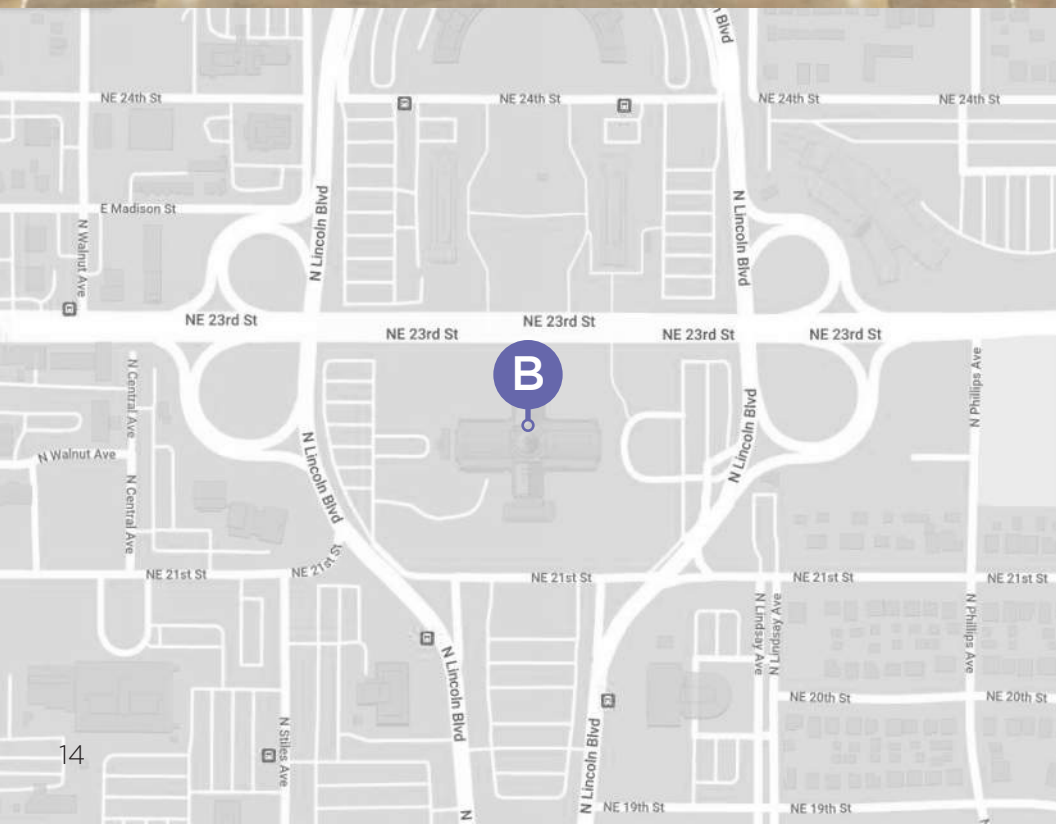 Blvd
NE 24th St
NE 24th St
NE 24th St
NE 24th St
E Madison St
N Walnut Ave
N Lincoln Blvd
N Lincoln Blvd
NE 23rd St
NE 23rd St
NE 23rd St
NE 23rd St
NE 23rd St
B
N Central Ave
N Phillips Ave
N Lincoln Blvd
N Lincoln Blvd
N Walnut Ave
N Central Ave
NE 21st St
NE 21st St
NE 21st St
NE 21st St
NE 21st St
N Lindsay Ave
N Lindsay Ave
N Phillips Ave
N Lincoln Blvd
NE 20th St
NE 20th St
N Stiles Ave
N Lincoln Blvd
14
NE 19th St
NE 19th St
N